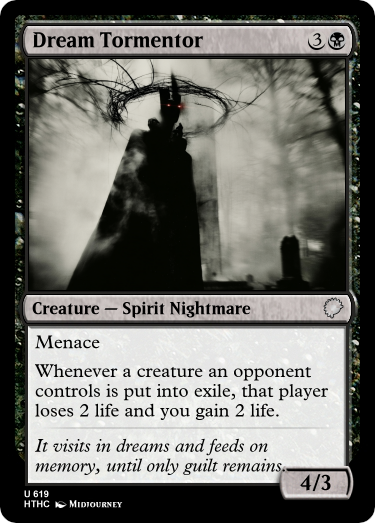 Dream Tormentor 3
Creature — Spirit Nightmare
Menace
Whenever a creature an opponent
controls is put into exile, that player
loses 2 life and you gain 2 life.
It visits in dreams and feeds on
memory, until only guilt remains.
4/3
U 619
HTHC Midjourney